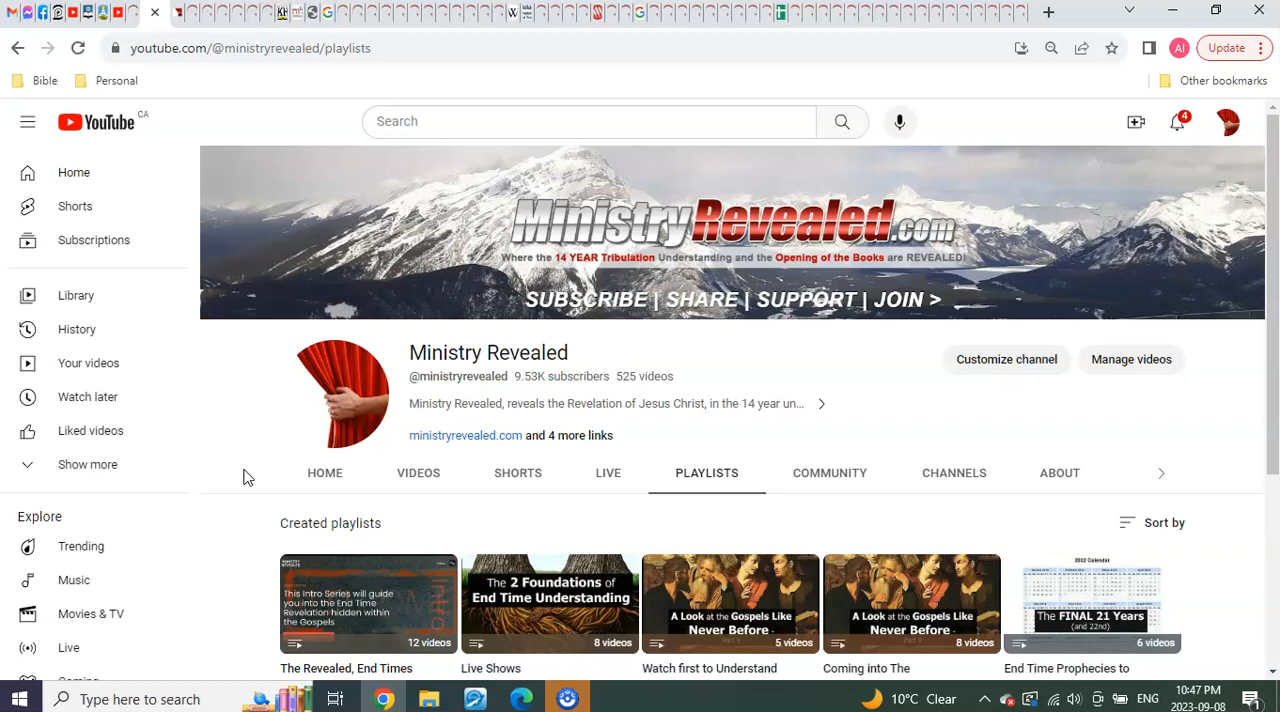 youtube.com/@ministryrevealed/playlists
AI
Update
Bible
Personal
Other bookmarks
YouTube CA
Search
4
Home
Shorts
Subscriptions
Library
History
Your videos
Watch later
Liked videos
Show more
Explore
Trending
Music
Movies & TV
Live
MinistryRevealed.com
Where the 14 YEAR Tribulation Understanding and the Opening of the Books are REVEALED!
SUBSCRIBE | SHARE | SUPPORT | JOIN >
Ministry Revealed
@ministryrevealed 9.53K subscribers 525 videos
Ministry Revealed, reveals the Revelation of Jesus Christ, in the 14 year un...
ministryrevealed.com and 4 more links
Customize channel
Manage videos
HOME VIDEOS SHORTS LIVE PLAYLISTS COMMUNITY CHANNELS ABOUT
Created playlists
Sort by
This Intro Series will guide
you into the End Time
Revelation hidden within
the Gospels
12 videos
The Revealed, End Times
The 2 Foundations of
End Time Understanding
8 videos
Live Shows
A Look at the Gospels Like
Never Before -
5 videos
Watch first to Understand
A Look at the Gospels Like
Never Before -
8 videos
Coming into The
2022 Calendar
The FINAL 21 YEARS
(and 22nd)
6 videos
End Time Prophecies to
Type here to search
10°C Clear
ENG
10:47 PM
2023-09-08
1